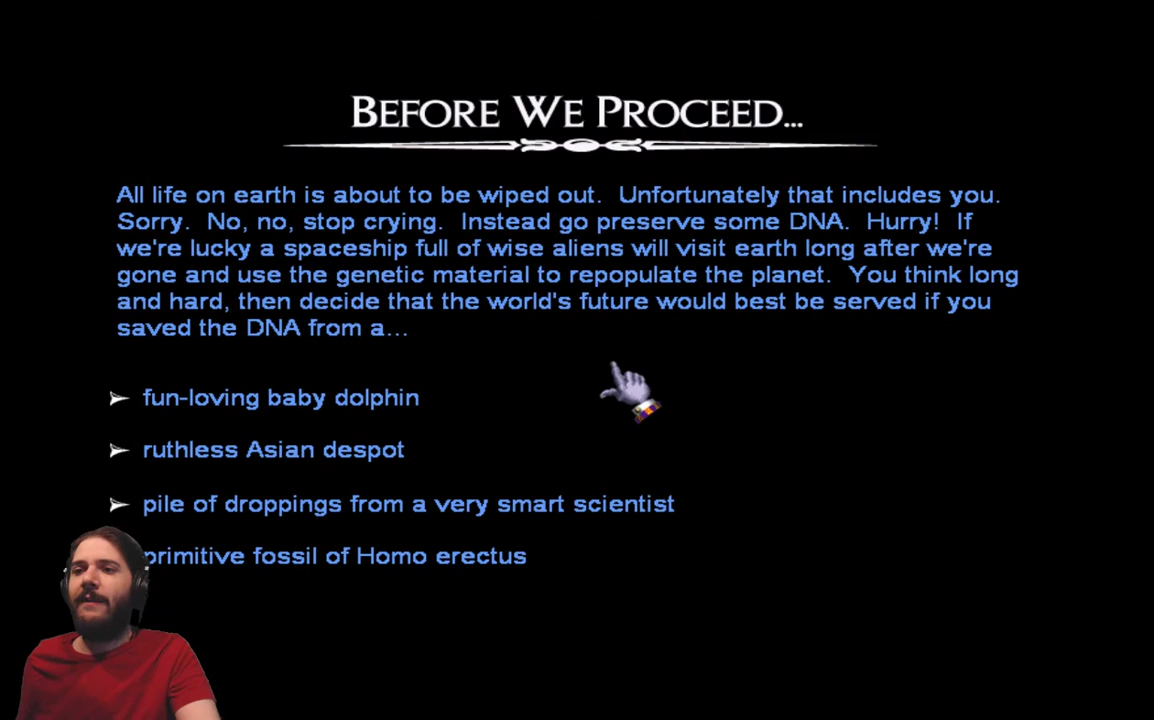 BEFORE WE PROCEED...
All life on earth is about to be wiped out. Unfortunately that includes you.
Sorry. No, no, stop crying. Instead go preserve some DNA. Hurry! If
we're lucky a spaceship full of wise aliens will visit earth long after we're
gone and use the genetic material to repopulate the planet. You think long
and hard, then decide that the world's future would best be served if you
saved the DNA from a...
fun-loving baby dolphin
ruthless Asian despot
pile of droppings from a very smart scientist
primitive fossil of Homo erectus